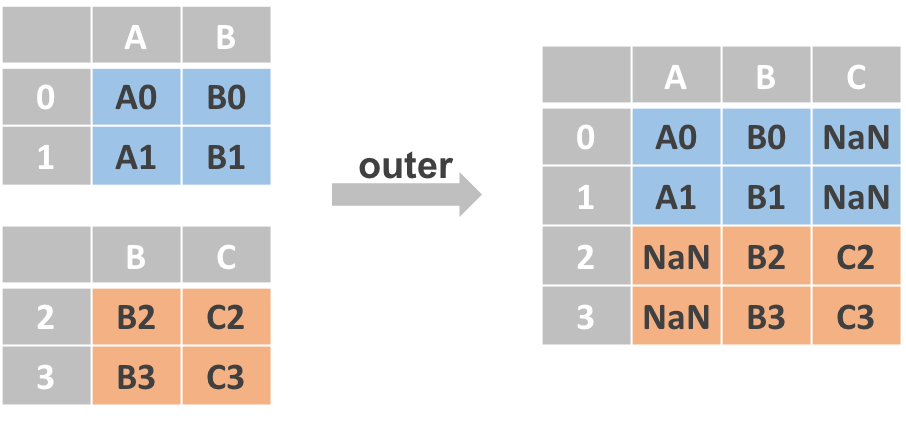 A B
0 A0 B0
1 A1 B1
B C
2 B2 C2
3 B3 C3
outer
A B C
0 A0 B0 NaN
1 A1 B1 NaN
2 NaN B2 C2
3 NaN B3 C3